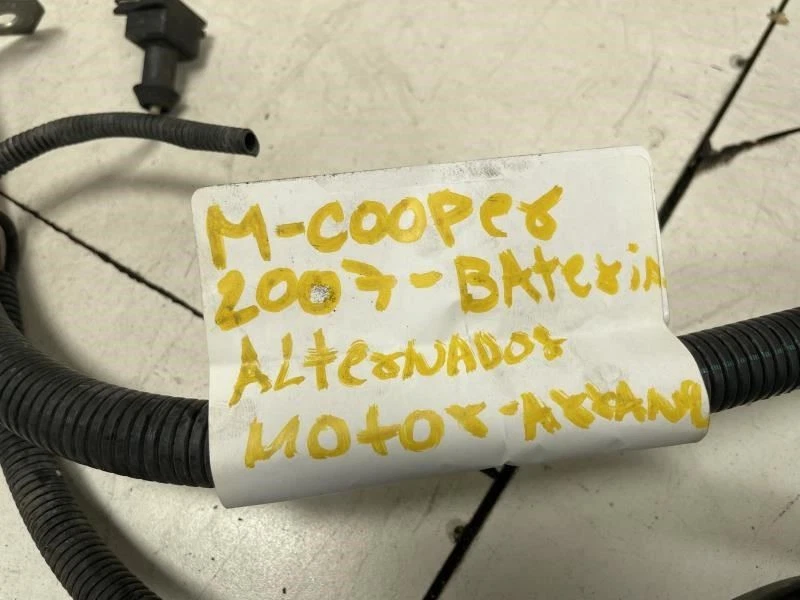 M-COOPer
2007-BAteriA
ALterNADor
Motor-ArrANQ